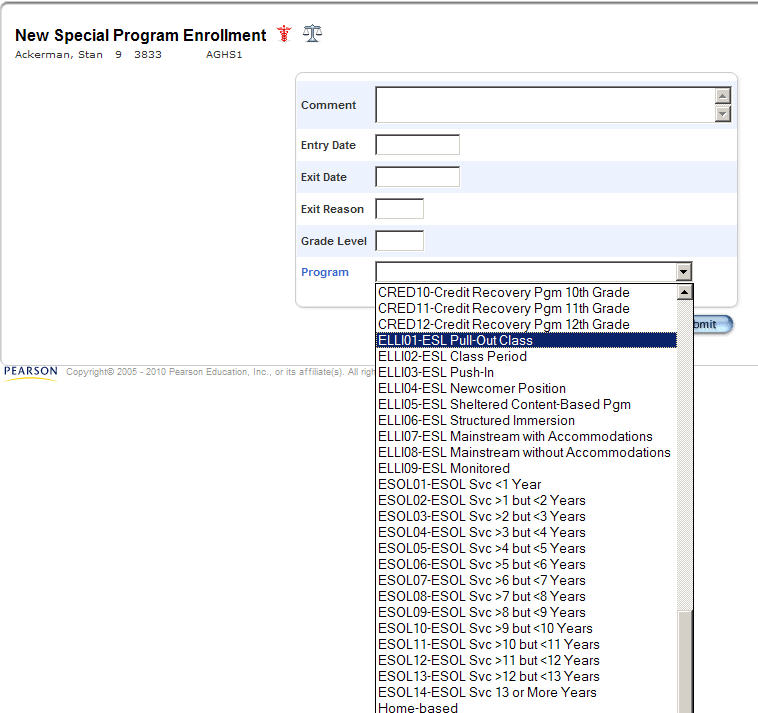 New Special Program Enrollment
Ackerman, Stan 9 3833 AGHS1
Comment
Entry Date
Exit Date
Exit Reason
Grade Level
Program
CRED10-Credit Recovery Pgm 10th Grade
CRED11-Credit Recovery Pgm 11th Grade
CRED12-Credit Recovery Pgm 12th Grade
ELLI01-ESL Pull-Out Class
ELLI02-ESL Class Period
ELLI03-ESL Push-In
ELLI04-ESL Newcomer Position
ELLI05-ESL Sheltered Content-Based Pgm
ELLI06-ESL Structured Immersion
ELLI07-ESL Mainstream with Accommodations
ELLI08-ESL Mainstream without Accommodations
ELLI09-ESL Monitored
ESOL01-ESOL Svc <1 Year
ESOL02-ESOL Svc >1 but <2 Years
ESOL03-ESOL Svc >2 but <3 Years
ESOL04-ESOL Svc >3 but <4 Years
ESOL05-ESOL Svc >4 but <5 Years
ESOL06-ESOL Svc >5 but <6 Years
ESOL07-ESOL Svc >6 but <7 Years
ESOL08-ESOL Svc >7 but <8 Years
ESOL09-ESOL Svc >8 but <9 Years
ESOL10-ESOL Svc >9 but <10 Years
ESOL11-ESOL Svc >10 but <11 Years
ESOL12-ESOL Svc >11 but <12 Years
ESOL13-ESOL Svc >12 but <13 Years
ESOL14-ESOL Svc 13 or More Years
Home-based
bmit
PEARSON Copyright© 2005 - 2010 Pearson Education, Inc., or its affiliate(s). All righ